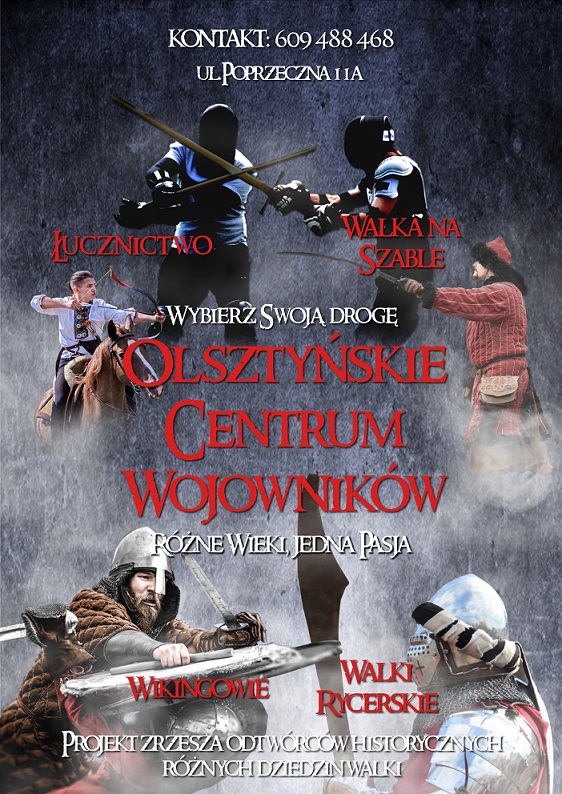 KONTAKT: 609 488 468
UL.POPRZECZNA 11A
ŁUCZNICTWO
WALKA NA
SZABLE
WYBIERZ SWOJĄ DROGĘ
OLSZTYŃSKIE
CENTRUM
WOJOWNIKÓW
RÓŻNE WIEKI, JEDNA PASJA
WIKINGOWIE
WALKI
RYCERSKIE
PROJEKT ZRZESZA ODTWÓRCÓW HISTORYCZNYCH
RÓŻNYCH DZIEDZIN WALKI